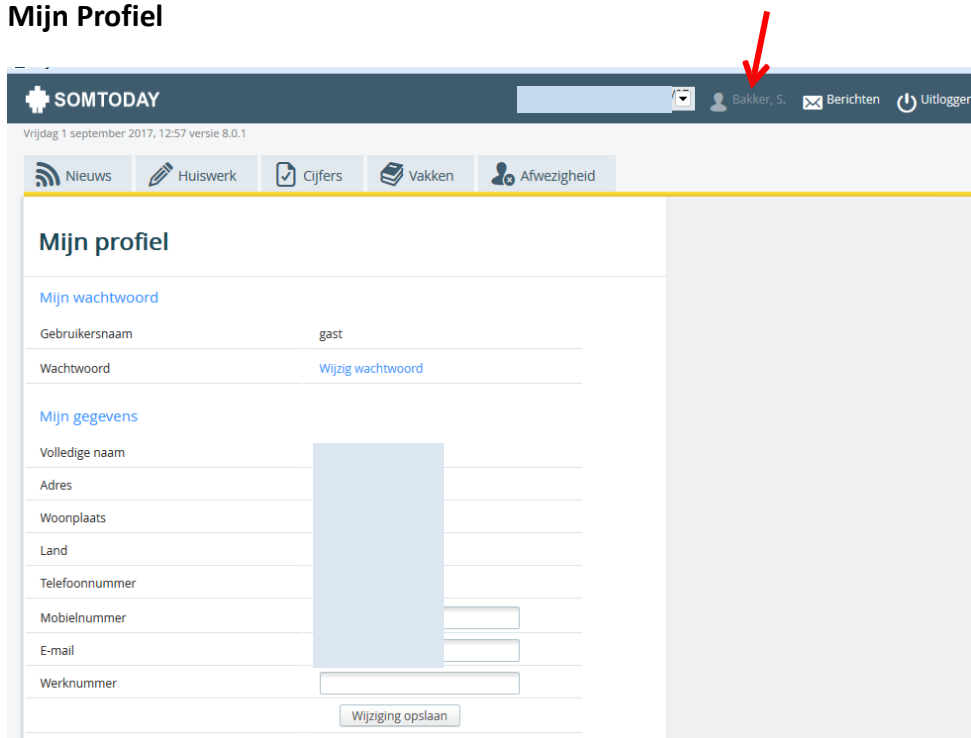 Mijn Profiel
SOMTODAY
Bakker, S. Berichten Uitloggen
Vrijdag 1 september 2017, 12:57 versie 8.0.1
Nieuws Huiswerk Cijfers Vakken Afwezigheid
Mijn profiel
Mijn wachtwoord
Gebruikersnaam gast
Wachtwoord Wijzig wachtwoord
Mijn gegevens
Volledige naam
Adres
Woonplaats
Land
Telefoonnummer
Mobielnummer
E-mail
Werknummer
Wijziging opslaan